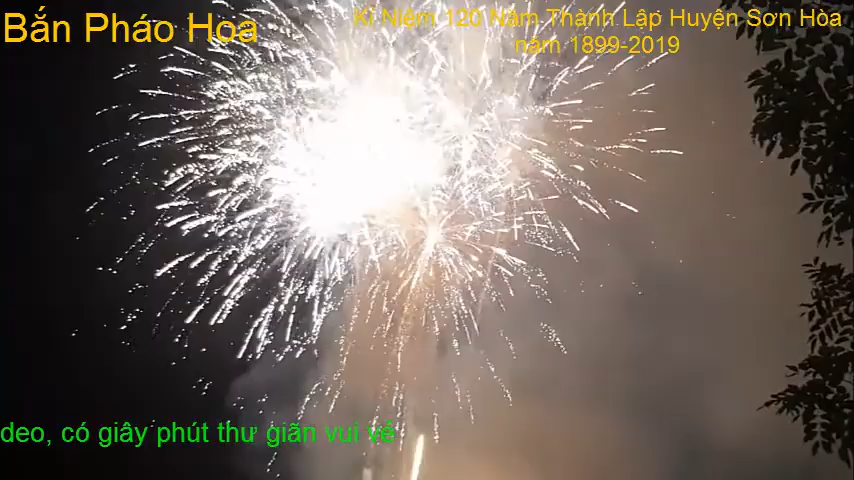 Bắn Pháo Hoa
Kỉ Niệm 120 Năm Thành Lập Huyện Sơn Hòa
năm 1899-2019
deo, có giây phút thư giãn vui vẻ